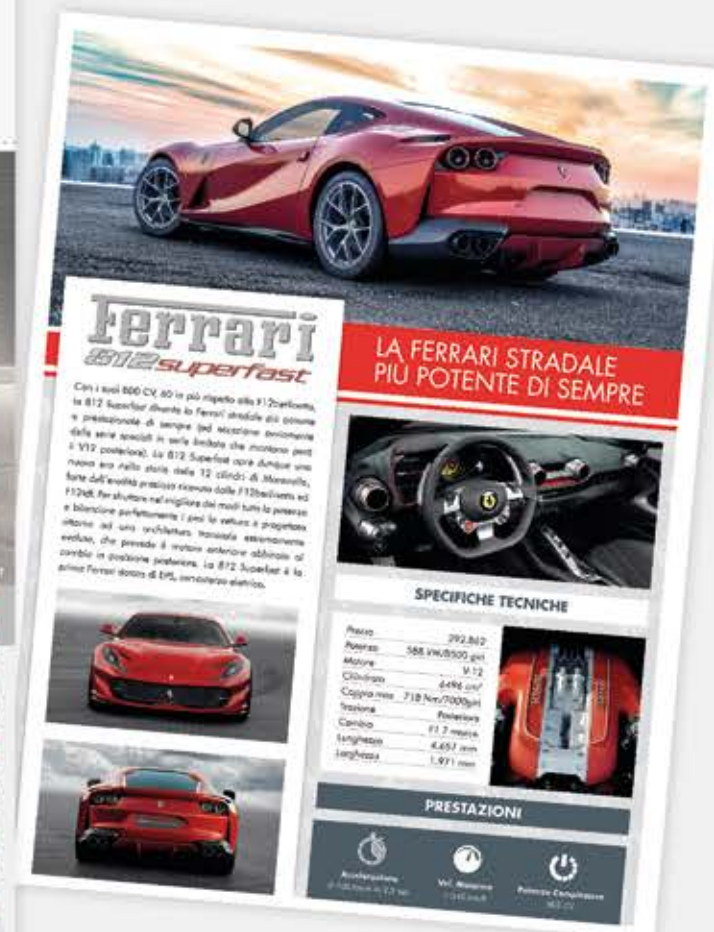 Ferrari
812superfast
LA FERRARI STRADALE
PIÙ POTENTE DI SEMPRE
Con i suoi 800 CV, 60 in più rispetto alla F12berlinetta,
la 812 Superfast diventa la Ferrari stradale più potente
e prestazionale di sempre (ad eccezione ovviamente
delle serie speciali in serie limitata che montano però
il V12 posteriore). La 812 Superfast apre dunque una
nuova era nella storia delle 12 cilindri di Maranello,
forte dell'eredità preziosa ricevuta dalle F12berlinetta ed
F12tdf. Per sfruttare nel migliore dei modi tutta la potenza
e bilanciare perfettamente i pesi la vettura è progettata
attorno ad una architettura transaxle estremamente
evoluta, che prevede il motore anteriore abbinato al
cambio in posizione posteriore. La 812 Superfast è la
prima Ferrari dotata di EPS, servosterzo elettrico.
SPECIFICHE TECNICHE
Prezzo 292.862
Potenza 588 kW/8500 giri
Motore V-12
Cilindrata 6496 cm³
Coppia max 718 Nm/7000giri
Trazione Posteriore
Cambio F1 7 marce
Lunghezza 4.657 mm
Larghezza 1.971 mm
PRESTAZIONI
Accelerazione
Vel. Massima
Potenza Complessiva